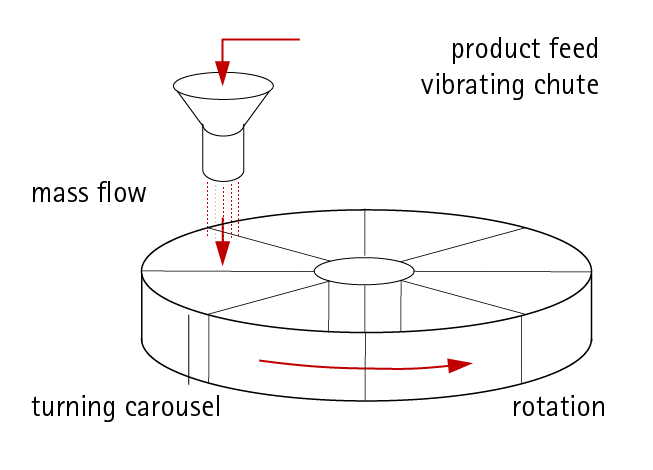 product feed
vibrating chute
mass flow
turning carousel
rotation